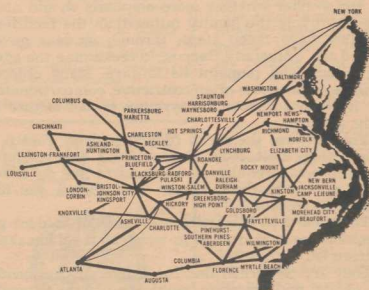 NEW YORK
BALTIMORE
WASHINGTON
STAUNTON
HARRISONBURG
WAYNESBORO
CHARLOTTESVILLE
COLUMBUS
PARKERSBURG-
MARIETTA
NEWPORT NEWS
HAMPTON
RICHMOND
NORFOLK
HOT SPRINGS
CINCINNATI
CHARLESTON
ASHLAND-
HUNTINGTON
BECKLEY
LYNCHBURG
ELIZABETH CITY
LEXINGTON-FRANKFORT
PRINCETON-
BLUEFIELD
ROANOKE
ROCKY MOUNT
LOUISVILLE
BLACKSBURG-RADFORD-
PULASKI
DANVILLE
RALEIGH
DURHAM
LONDON-
CORBIN
BRISTOL-
JOHNSON CITY
KINGSPORT
WINSTON-SALEM
KINSTON
NEW BERN
JACKSONVILLE
CAMP LEJEUNE
GREENSBORO-
HIGH POINT
GOLDSBORO
KNOXVILLE
HICKORY
MOREHEAD CITY-
BEAUFORT
ASHEVILLE
CHARLOTTE
FAYETTEVILLE
PINEHURST-
SOUTHERN PINES-
ABERDEEN
WILMINGTON
ATLANTA
COLUMBIA
MYRTLE BEACH
AUGUSTA
FLORENCE